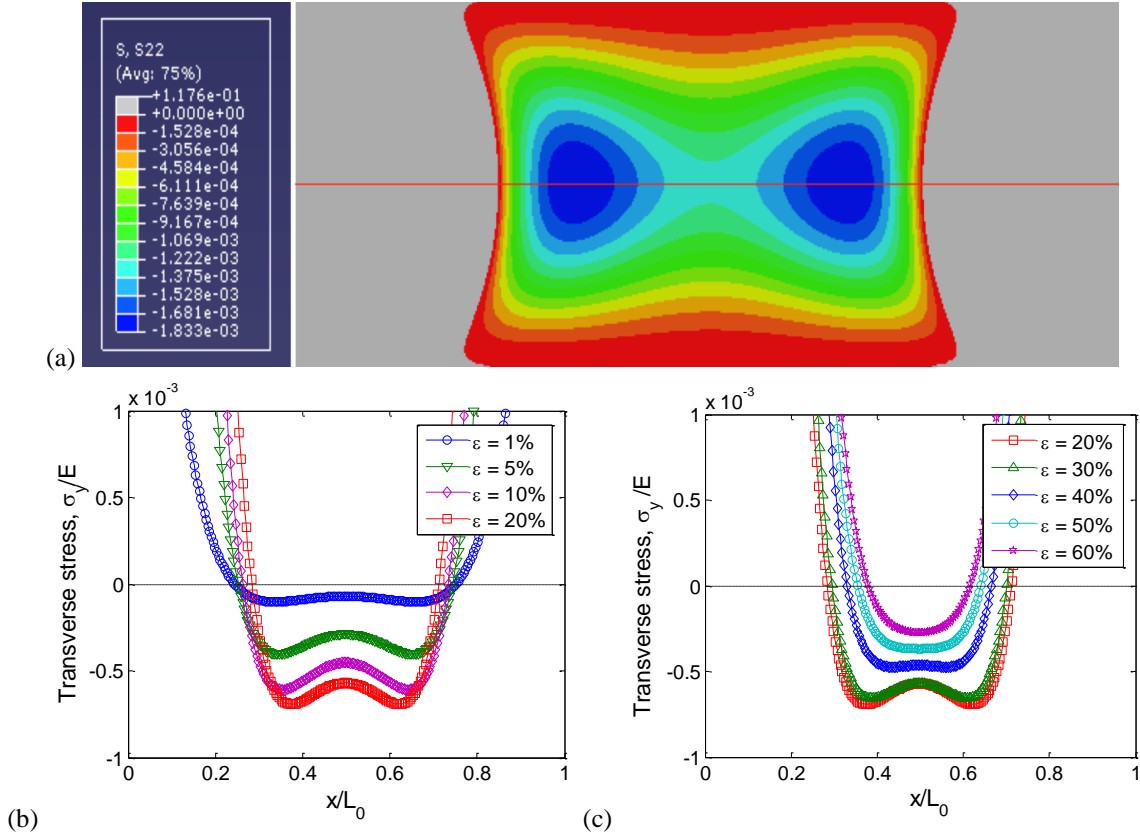 S, S22
(Avg: 75%)
+1.176e-01
+0.000e+00
-1.528e-04
-3.056e-04
-4.584e-04
-6.111e-04
-7.639e-04
-9.167e-04
-1.069e-03
-1.222e-03
-1.375e-03
-1.528e-03
-1.681e-03
-1.833e-03
(a)
x 10^-3
1
0.5
0
-0.5
-1
0 0.2 0.4 0.6 0.8 1
Transverse stress, σ_y/E
x/L_0
ε = 1%
ε = 5%
ε = 10%
ε = 20%
(b)
x 10^-3
1
0.5
0
-0.5
-1
0 0.2 0.4 0.6 0.8 1
Transverse stress, σ_y/E
x/L_0
ε = 20%
ε = 30%
ε = 40%
ε = 50%
ε = 60%
(c)